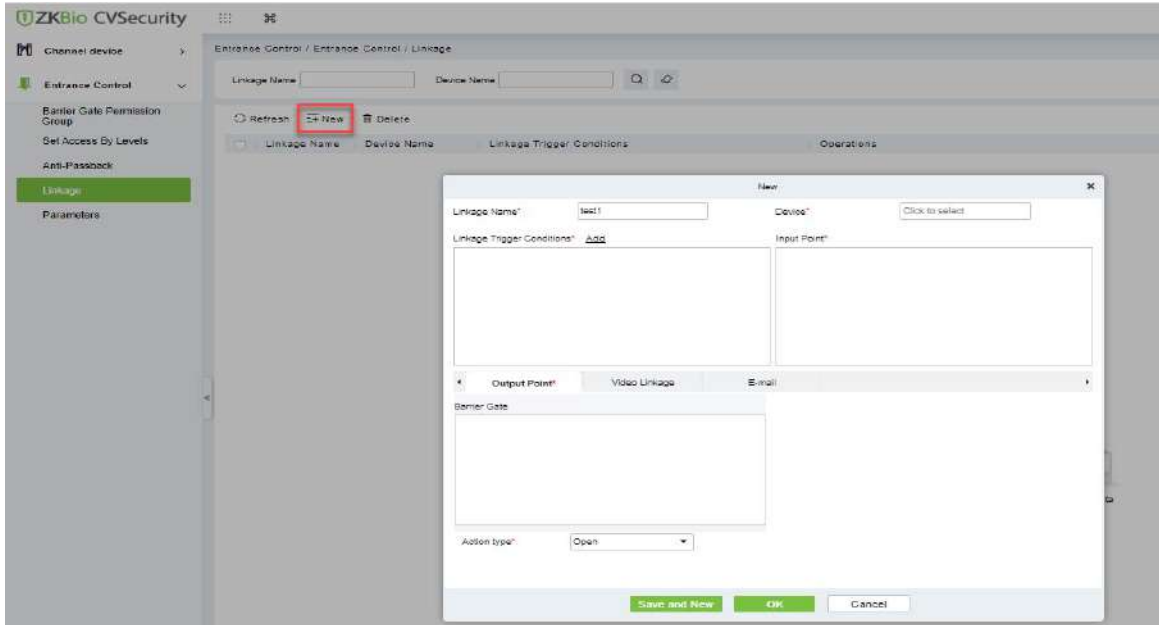 ZKBio CVSecurity
Channel device
Entrance Control / Entrance Control / Linkage
Entrance Control
Linkage Name
Device Name
Barrier Gate Permission
Group
Refresh
New
Delete
Set Access By Levels
Linkage Name
Device Name
Linkage Trigger Conditions
Operations
Anti-Passback
Linkage
Parameters
New
Linkage Name*
test1
Device*
Click to select
Linkage Trigger Conditions* Add
Input Point*
Output Point*
Video Linkage
E-mail
Barrier Gate
Action type*
Open
Save and New
OK
Cancel